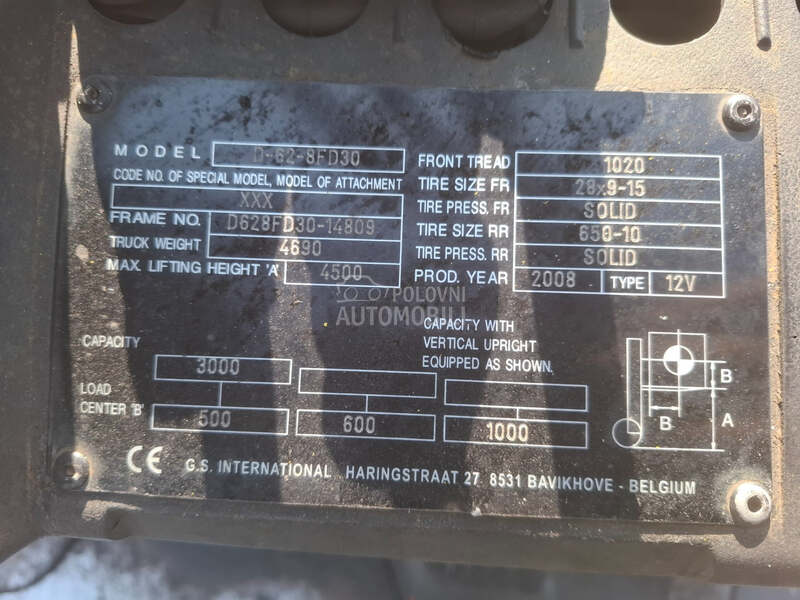 MODEL D-62-8FD30
CODE NO. OF SPECIAL MODEL, MODEL OF ATTACHMENT
XXX
FRAME NO. D628FD30-14809
TRUCK WEIGHT 4690
MAX. LIFTING HEIGHT 'A' 4500
FRONT TREAD 1020
TIRE SIZE FR 28x9-15
TIRE PRESS. FR SOLID
TIRE SIZE RR 650-10
TIRE PRESS. RR SOLID
PROD. YEAR 2008 TYPE 12V
POLOVNI
AUTOMOBILI
CAPACITY WITH
VERTICAL UPRIGHT
EQUIPPED AS SHOWN.
CAPACITY 3000
LOAD
CENTER 'B' 500 600 1000
B
A
B
CE G.S. INTERNATIONAL HARINGSTRAAT 27 8531 BAVIKHOVE - BELGIUM